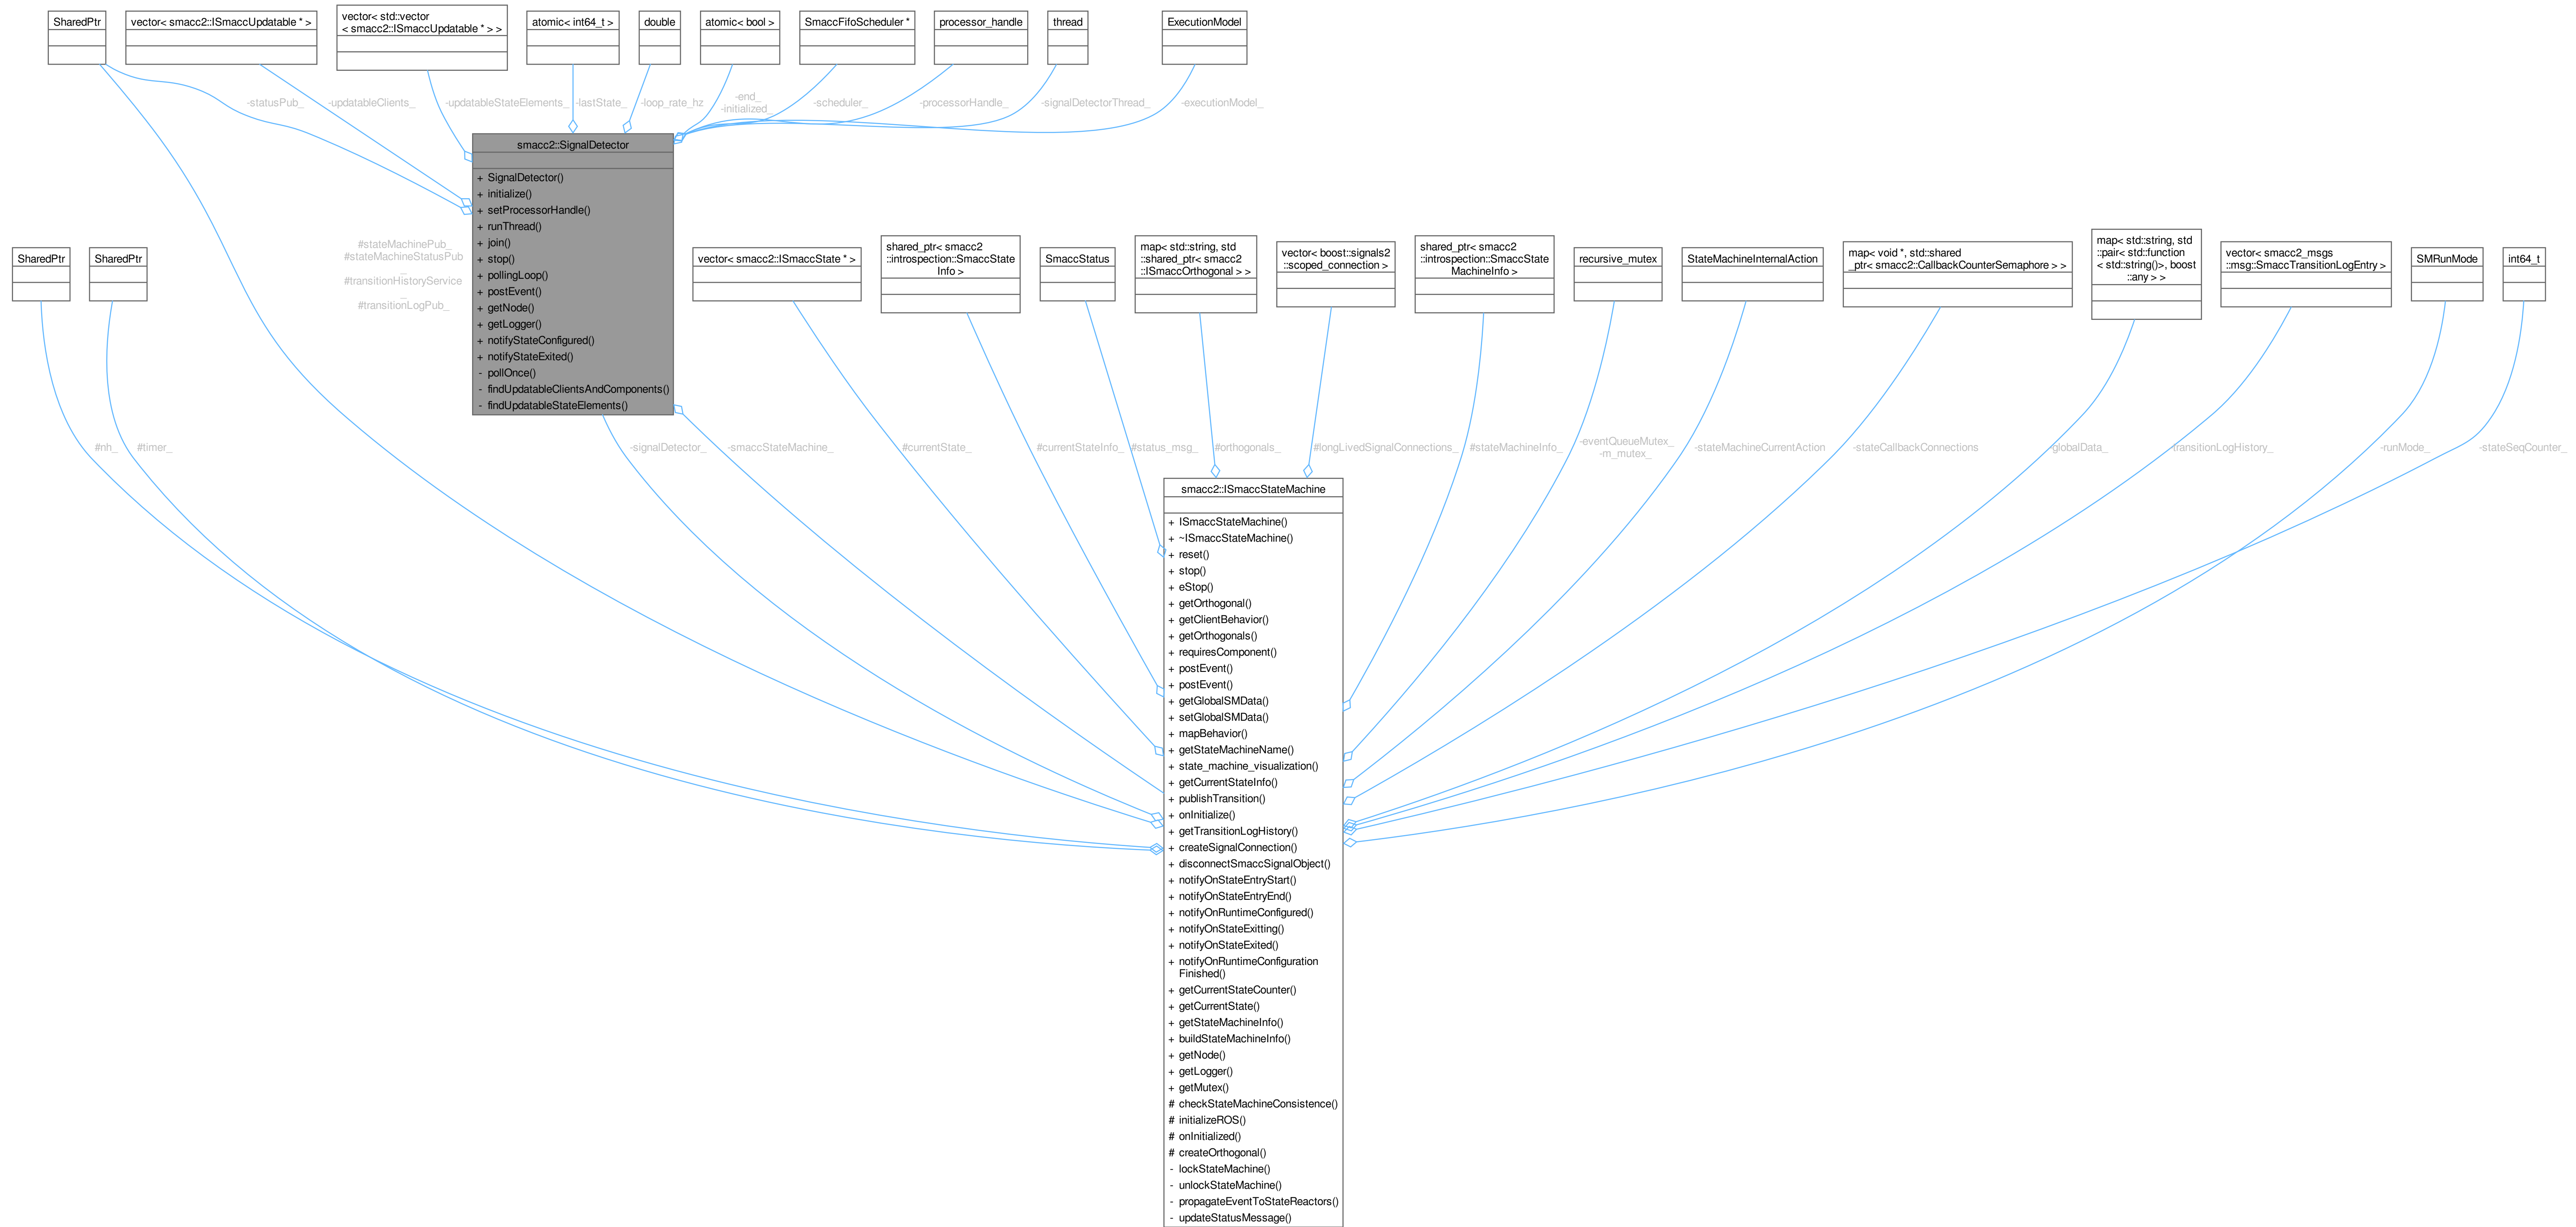 SharedPtr
vector< smacc2::ISmaccUpdatable * >
vector< std::vector
< smacc2::ISmaccUpdatable * > >
atomic< int64_t >
double
atomic< bool >
SmaccFifoScheduler *
processor_handle
thread
ExecutionModel
-statusPub_
-updatableClients_
-updatableStateElements_
-lastState_
-loop_rate_hz
-end_
-initialized_
-scheduler_
-processorHandle_
-signalDetectorThread_
-executionModel_
smacc2::SignalDetector
+ SignalDetector()
+ initialize()
+ setProcessorHandle()
+ runThread()
+ join()
+ stop()
+ pollingLoop()
+ postEvent()
+ getNode()
+ getLogger()
+ notifyStateConfigured()
+ notifyStateExited()
- pollOnce()
- findUpdatableClientsAndComponents()
- findUpdatableStateElements()
#stateMachinePub_
#stateMachineStatusPub
_
#transitionHistoryService
_
#transitionLogPub_
SharedPtr
SharedPtr
vector< smacc2::ISmaccState * >
shared_ptr< smacc2
::introspection::SmaccState
Info >
SmaccStatus
map< std::string, std
::shared_ptr< smacc2
::ISmaccOrthogonal > >
vector< boost::signals2
::scoped_connection >
shared_ptr< smacc2
::introspection::SmaccState
MachineInfo >
recursive_mutex
StateMachineInternalAction
map< void *, std::shared
_ptr< smacc2::CallbackCounterSemaphore > >
map< std::string, std
::pair< std::function
< std::string()>, boost
::any > >
vector< smacc2_msgs
::msg::SmaccTransitionLogEntry >
SMRunMode
int64_t
#nh_
#timer_
-signalDetector_
-smaccStateMachine_
#currentState_
#currentStateInfo_
#status_msg_
#orthogonals_
#longLivedSignalConnections_
#stateMachineInfo_
-eventQueueMutex_
-m_mutex_
-stateMachineCurrentAction
-stateCallbackConnections
-globalData_
-transitionLogHistory_
-runMode_
-stateSeqCounter_
smacc2::ISmaccStateMachine
+ ISmaccStateMachine()
+ ~ISmaccStateMachine()
+ reset()
+ stop()
+ eStop()
+ getOrthogonal()
+ getClientBehavior()
+ getOrthogonals()
+ requiresComponent()
+ postEvent()
+ postEvent()
+ getGlobalSMData()
+ setGlobalSMData()
+ mapBehavior()
+ getStateMachineName()
+ state_machine_visualization()
+ getCurrentStateInfo()
+ publishTransition()
+ onInitialize()
+ getTransitionLogHistory()
+ createSignalConnection()
+ disconnectSmaccSignalObject()
+ notifyOnStateEntryStart()
+ notifyOnStateEntryEnd()
+ notifyOnRuntimeConfigured()
+ notifyOnStateExitting()
+ notifyOnStateExited()
+ notifyOnRuntimeConfiguration
Finished()
+ getCurrentStateCounter()
+ getCurrentState()
+ getStateMachineInfo()
+ buildStateMachineInfo()
+ getNode()
+ getLogger()
+ getMutex()
# checkStateMachineConsistence()
# initializeROS()
# onInitialized()
# createOrthogonal()
- lockStateMachine()
- unlockStateMachine()
- propagateEventToStateReactors()
- updateStatusMessage()